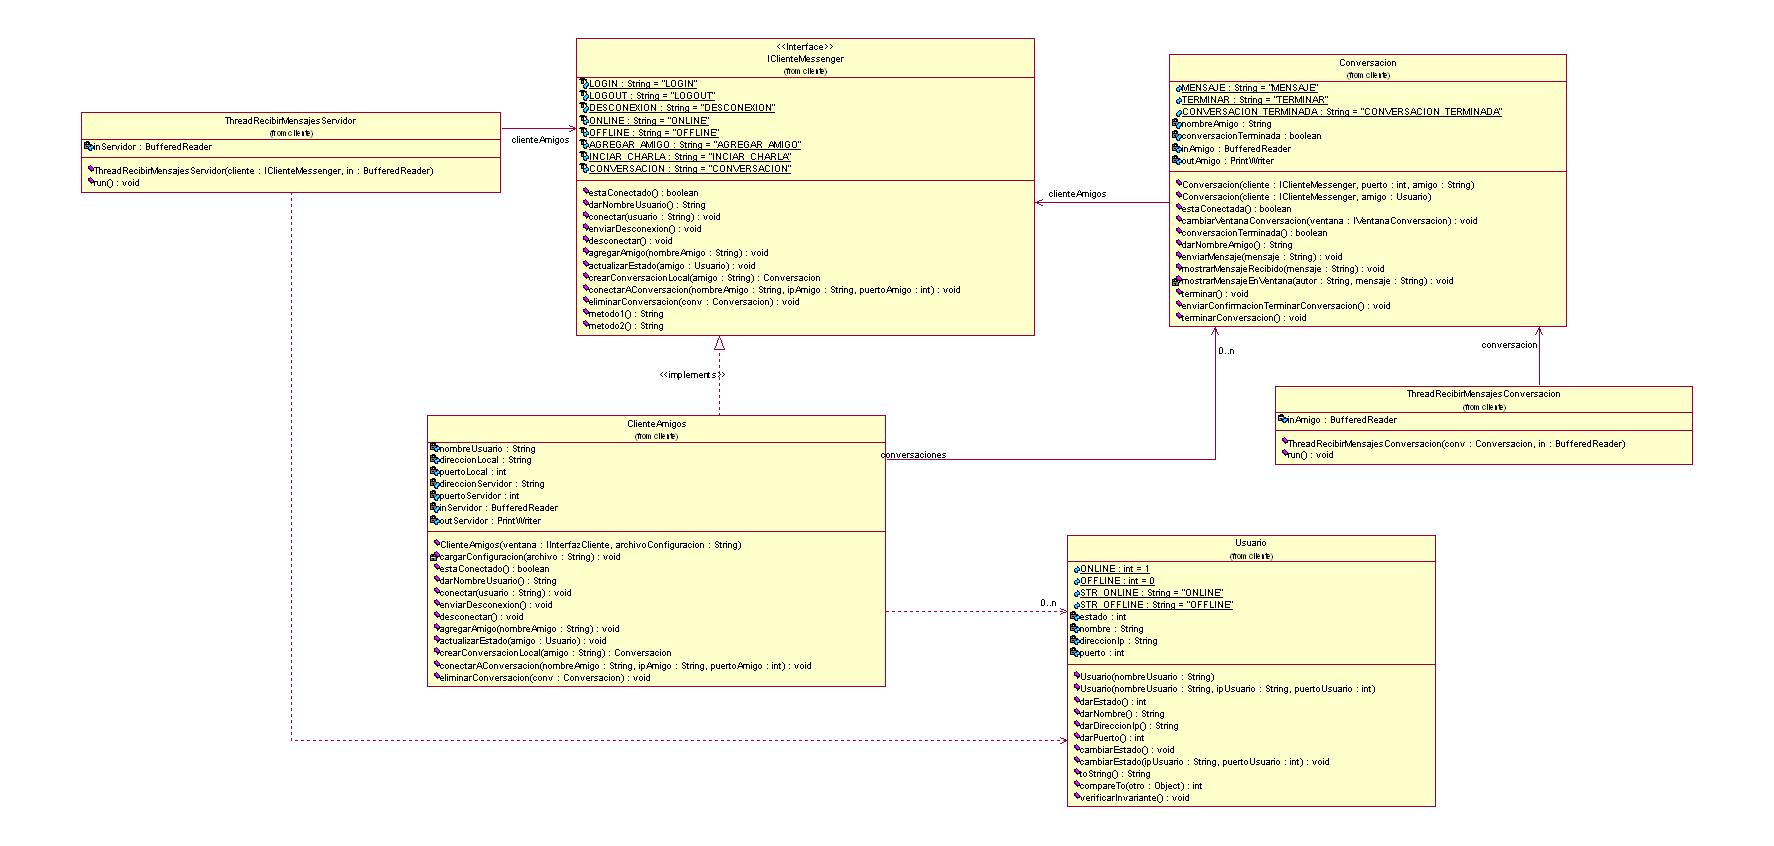 <<Interface>>
IClienteMessenger
(from cliente)
LOGIN : String = "LOGIN"
LOGOUT : String = "LOGOUT"
DESCONEXION : String = "DESCONEXION"
ONLINE : String = "ONLINE"
OFFLINE : String = "OFFLINE"
AGREGAR_AMIGO : String = "AGREGAR_AMIGO"
INCIAR_CHARLA : String = "INCIAR_CHARLA"
CONVERSACION : String = "CONVERSACION"
estaConectado() : boolean
darNombreUsuario() : String
conectar(usuario : String) : void
enviarDesconexion() : void
desconectar() : void
agregarAmigo(nombreAmigo : String) : void
actualizarEstado(amigo : Usuario) : void
crearConversacionLocal(amigo : String) : Conversacion
conectarAConversacion(nombreAmigo : String, ipAmigo : String, puertoAmigo : int) : void
eliminarConversacion(conv : Conversacion) : void
metodo1() : String
metodo2() : String
Conversacion
(from cliente)
MENSAJE : String = "MENSAJE"
TERMINAR : String = "TERMINAR"
CONVERSACION_TERMINADA : String = "CONVERSACION_TERMINADA"
nombreAmigo : String
conversacionTerminada : boolean
inAmigo : BufferedReader
outAmigo : PrintWriter
Conversacion(cliente : IClienteMessenger, puerto : int, amigo : String)
Conversacion(cliente : IClienteMessenger, amigo : Usuario)
estaConectada() : boolean
cambiarVentanaConversacion(ventana : IVentanaConversacion) : void
conversacionTerminada() : boolean
darNombreAmigo() : String
enviarMensaje(mensaje : String) : void
mostrarMensajeRecibido(mensaje : String) : void
mostrarMensajeEnVentana(autor : String, mensaje : String) : void
terminar() : void
enviarConfirmacionTerminarConversacion() : void
terminarConversacion() : void
ThreadRecibirMensajesServidor
(from cliente)
inServidor : BufferedReader
ThreadRecibirMensajesServidor(cliente : IClienteMessenger, in : BufferedReader)
run() : void
clienteAmigos
clienteAmigos
<<implements>>
0..n
conversacion
ThreadRecibirMensajesConversacion
(from cliente)
inAmigo : BufferedReader
ThreadRecibirMensajesConversacion(conv : Conversacion, in : BufferedReader)
run() : void
ClienteAmigos
(from cliente)
nombreUsuario : String
direccionLocal : String
puertoLocal : int
direccionServidor : String
puertoServidor : int
inServidor : BufferedReader
outServidor : PrintWriter
ClienteAmigos(ventana : IInterfazCliente, archivoConfiguracion : String)
cargarConfiguracion(archivo : String) : void
estaConectado() : boolean
darNombreUsuario() : String
conectar(usuario : String) : void
enviarDesconexion() : void
desconectar() : void
agregarAmigo(nombreAmigo : String) : void
actualizarEstado(amigo : Usuario) : void
crearConversacionLocal(amigo : String) : Conversacion
conectarAConversacion(nombreAmigo : String, ipAmigo : String, puertoAmigo : int) : void
eliminarConversacion(conv : Conversacion) : void
conversaciones
0..n
Usuario
(from cliente)
ONLINE : int = 1
OFFLINE : int = 0
STR_ONLINE : String = "ONLINE"
STR_OFFLINE : String = "OFFLINE"
estado : int
nombre : String
direccionIp : String
puerto : int
Usuario(nombreUsuario : String)
Usuario(nombreUsuario : String, ipUsuario : String, puertoUsuario : int)
darEstado() : int
darNombre() : String
darDireccionIp() : String
darPuerto() : int
cambiarEstado() : void
cambiarEstado(ipUsuario : String, puertoUsuario : int) : void
toString() : String
compareTo(otro : Object) : int
verificarInvariante() : void